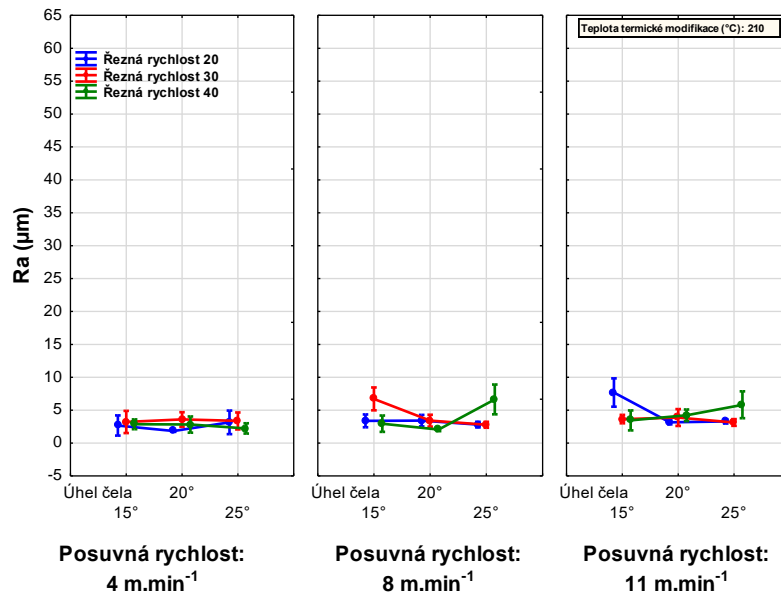 65
60
55
50
45
40
35
30
25
20
15
10
5
0
-5
Ra (µm)
Řezná rychlost 20
Řezná rychlost 30
Řezná rychlost 40
Teplota termické modifikace (°C): 210
Úhel čela 20° Úhel čela 20° Úhel čela 20°
15° 25° 15° 25° 15° 25°
Posuvná rychlost: Posuvná rychlost: Posuvná rychlost:
4 m.min⁻¹ 8 m.min⁻¹ 11 m.min⁻¹